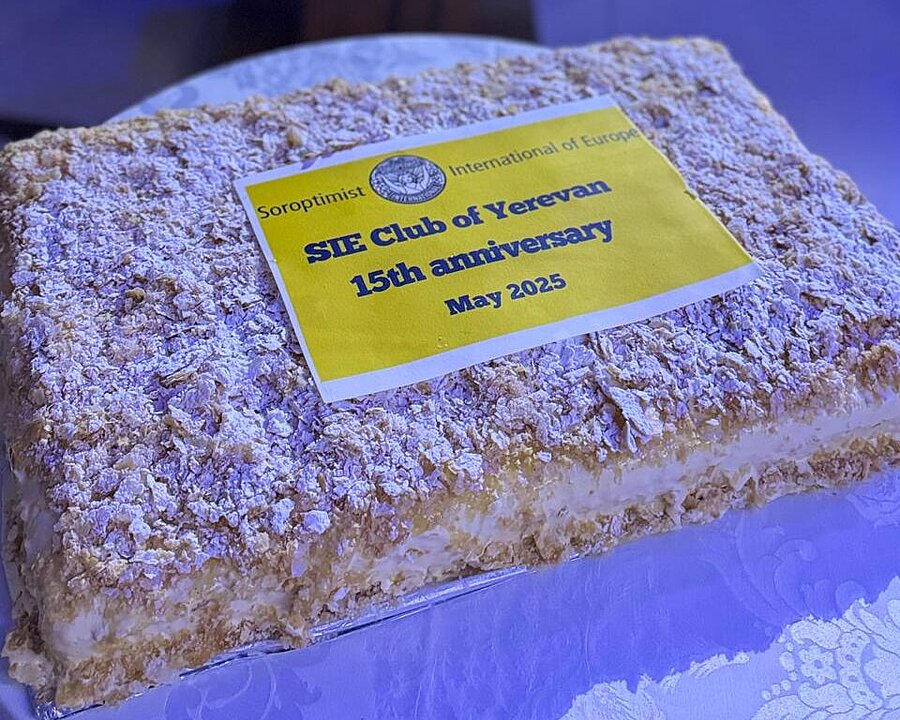 Soroptimist International of Europe
SIE Club of Yerevan
15th anniversary
May 2025